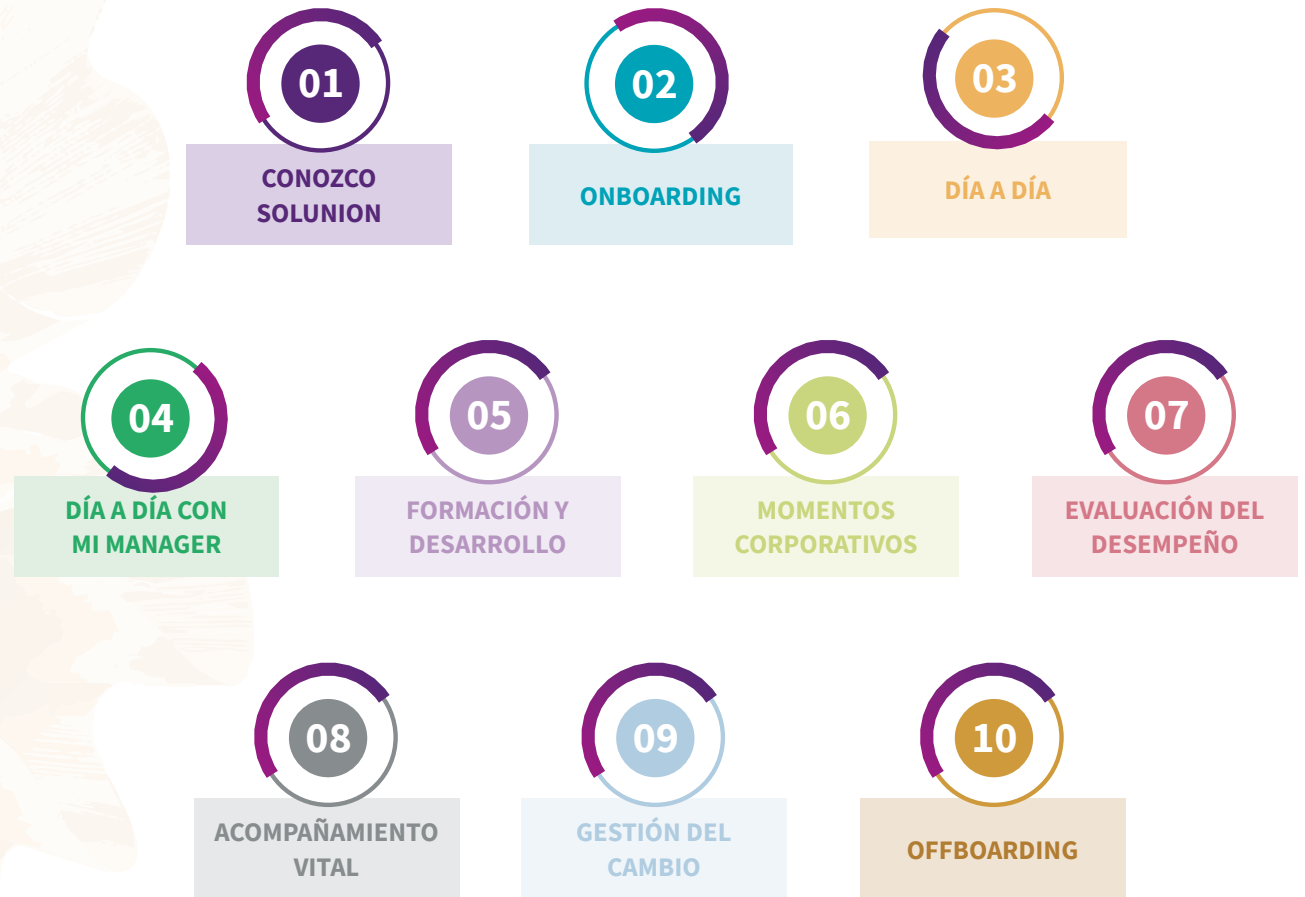 01
CONOZCO
SOLUNION
02
ONBOARDING
03
DÍA A DÍA
04
DÍA A DÍA CON
MI MANAGER
05
FORMACIÓN Y
DESARROLLO
06
MOMENTOS
CORPORATIVOS
07
EVALUACIÓN DEL
DESEMPEÑO
08
ACOMPAÑAMIENTO
VITAL
09
GESTIÓN DEL
CAMBIO
10
OFFBOARDING